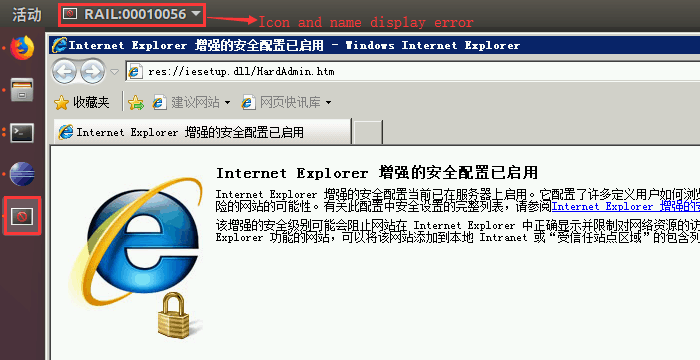 活动
RAIL:00010056
Icon and name display error
Internet Explorer 增强的安全配置已启用 - Windows Internet Explorer
res://iesetup.dll/HardAdmin.htm
收藏夹
建议网站
网页快讯库
Internet Explorer 增强的安全配置已启用
Internet Explorer 增强的安全配置已启用
Internet Explorer 增强的安全配置当前已在服务器上启用。它配置了许多定义用户如何浏览
险的网站的可能性。有关此配置中安全设置的完整列表，请参阅Internet Explorer 增强的安
该增强的安全级别可能会阻止网站在 Internet Explorer 中正确显示并限制对网络资源的访
Explorer 功能的网站，可以将该网站添加到本地 Intranet 或“受信任站点区域”的包含列